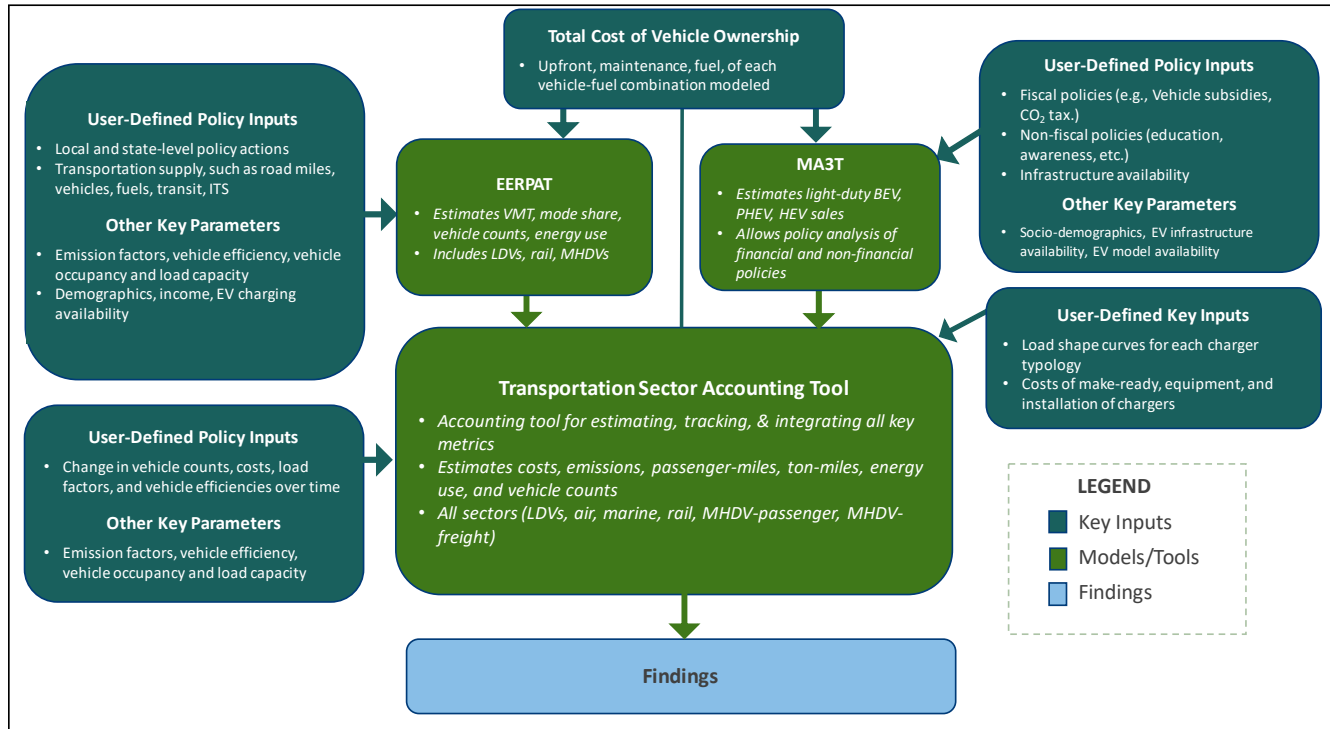 Total Cost of Vehicle Ownership
• Upfront, maintenance, fuel, of each
vehicle-fuel combination modeled
User-Defined Policy Inputs
• Local and state-level policy actions
• Transportation supply, such as road miles,
vehicles, fuels, transit, ITS
Other Key Parameters
• Emission factors, vehicle efficiency, vehicle
occupancy and load capacity
• Demographics, income, EV charging
availability
EERPAT
• Estimates VMT, mode share,
vehicle counts, energy use
• Includes LDVs, rail, MHDVs
MA3T
• Estimates light-duty BEV,
PHEV, HEV sales
• Allows policy analysis of
financial and non-financial
policies
User-Defined Policy Inputs
• Fiscal policies (e.g., Vehicle subsidies,
CO₂ tax.)
• Non-fiscal policies (education,
awareness, etc.)
• Infrastructure availability
Other Key Parameters
• Socio-demographics, EV infrastructure
availability, EV model availability
User-Defined Key Inputs
• Load shape curves for each charger
typology
• Costs of make-ready, equipment, and
installation of chargers
Transportation Sector Accounting Tool
• Accounting tool for estimating, tracking, & integrating all key
metrics
• Estimates costs, emissions, passenger-miles, ton-miles, energy
use, and vehicle counts
• All sectors (LDVs, air, marine, rail, MHDV-passenger, MHDV-
freight)
User-Defined Policy Inputs
• Change in vehicle counts, costs, load
factors, and vehicle efficiencies over time
Other Key Parameters
• Emission factors, vehicle efficiency,
vehicle occupancy and load capacity
LEGEND
Key Inputs
Models/Tools
Findings
Findings